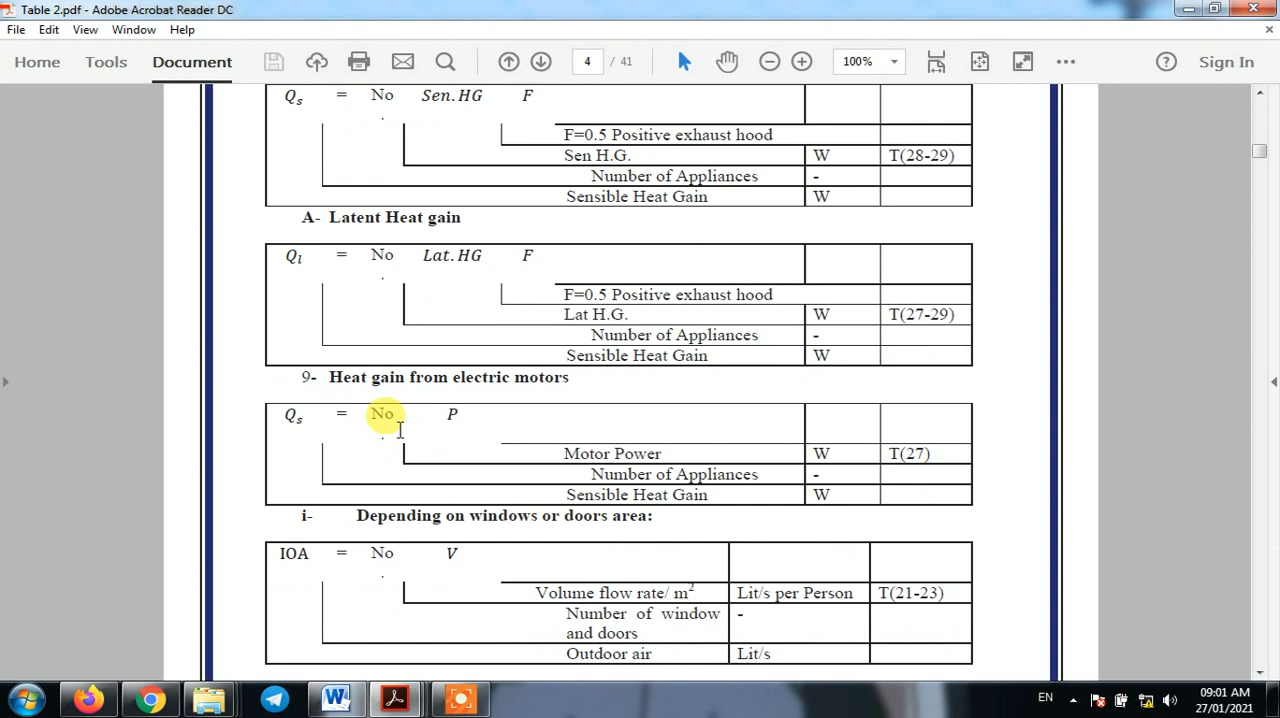 Table 2.pdf - Adobe Acrobat Reader DC
File Edit View Window Help
Home Tools Document 4 / 41 100% Sign In
Qs = No. Sen.HG F
F=0.5 Positive exhaust hood
Sen H.G. W T(28-29)
Number of Appliances -
Sensible Heat Gain W
A- Latent Heat gain
Ql = No. Lat.HG F
F=0.5 Positive exhaust hood
Lat H.G. W T(27-29)
Number of Appliances -
Sensible Heat Gain W
9- Heat gain from electric motors
Qs = No. P
Motor Power W T(27)
Number of Appliances -
Sensible Heat Gain W
i- Depending on windows or doors area:
IOA = No. V
Volume flow rate/ m² Lit/s per Person T(21-23)
Number of window -
and doors
Outdoor air Lit/s
EN 09:01 AM
27/01/2021